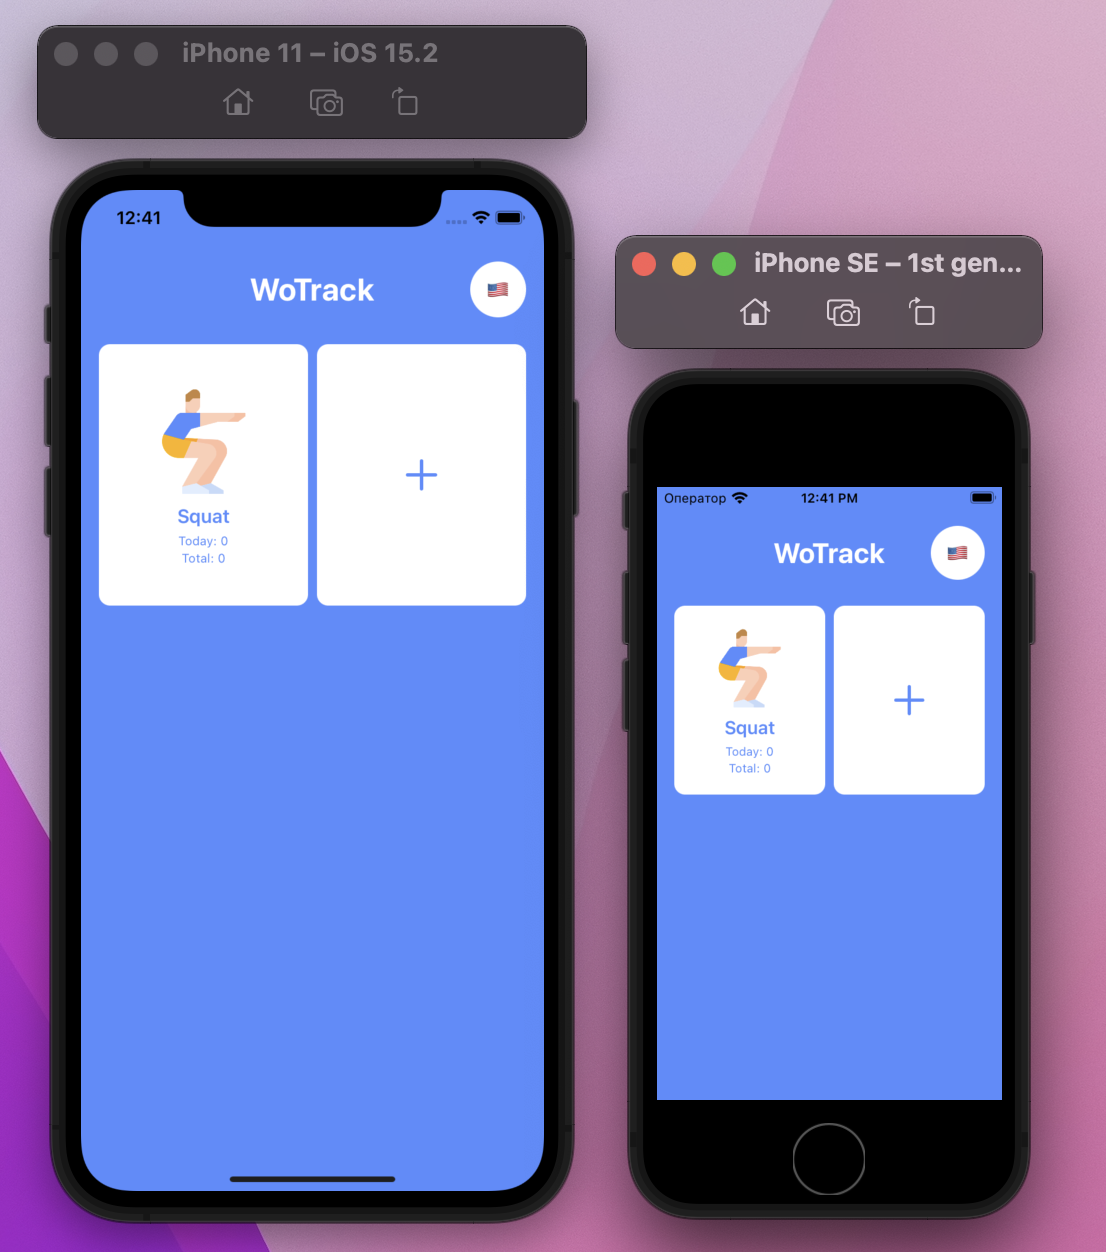 iPhone 11 – iOS 15.2
12:41
WoTrack
Squat
Today: 0
Total: 0
iPhone SE – 1st gen...
Оператор
12:41 PM
WoTrack
Squat
Today: 0
Total: 0